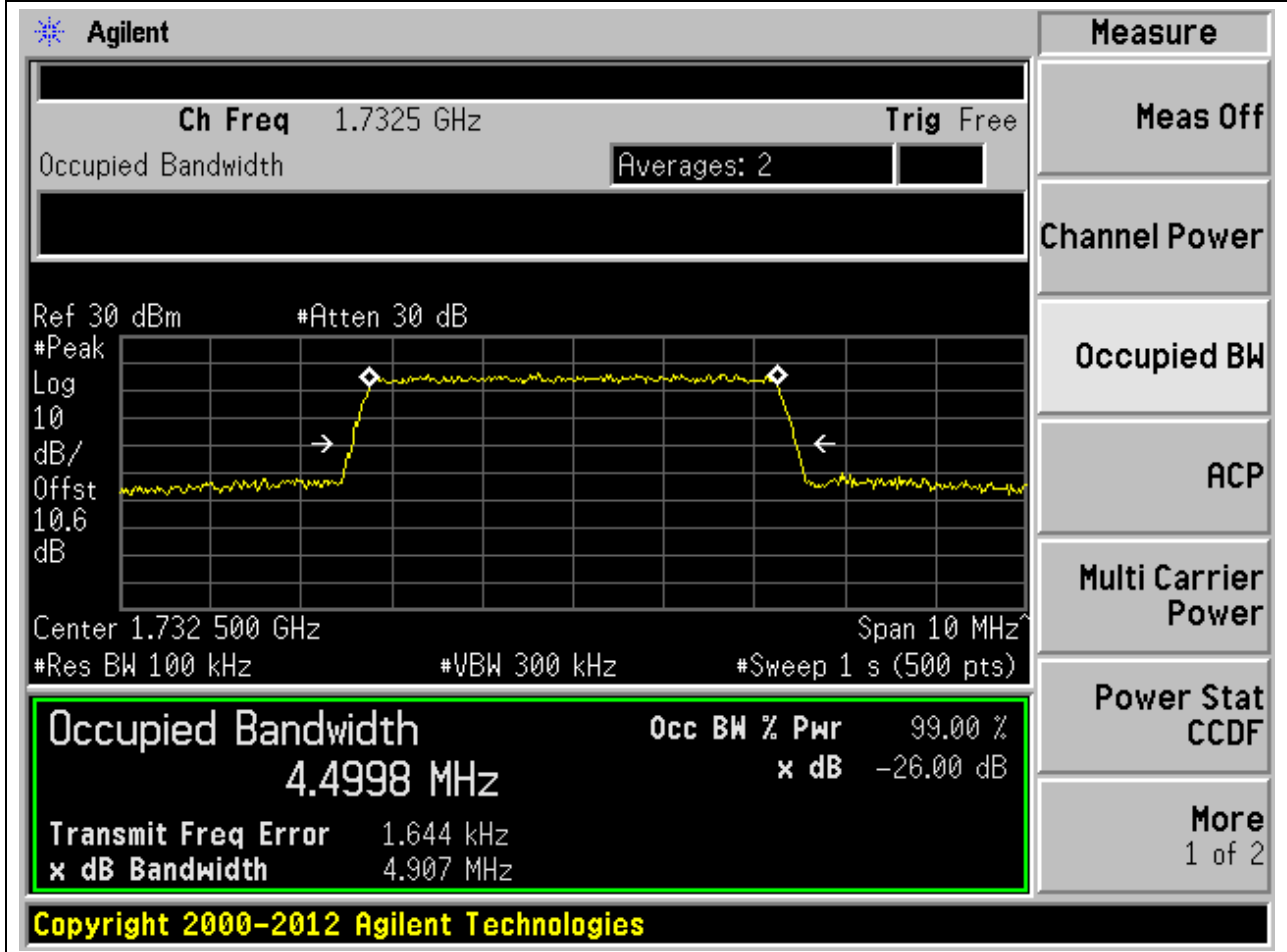 Agilent
Measure
Ch Freq 1.7325 GHz Trig Free
Occupied Bandwidth Averages: 2
Meas Off
Channel Power
Occupied BW
ACP
Multi Carrier
Power
Power Stat
CCDF
More
1 of 2
Ref 30 dBm #Atten 30 dB
#Peak
Log
10
dB/
Offst
10.6
dB
Center 1.732 500 GHz Span 10 MHz^
#Res BW 100 kHz #VBW 300 kHz #Sweep 1 s (500 pts)
Occupied Bandwidth Occ BW % Pwr 99.00 %
4.4998 MHz x dB -26.00 dB
Transmit Freq Error 1.644 kHz
x dB Bandwidth 4.907 MHz
Copyright 2000-2012 Agilent Technologies